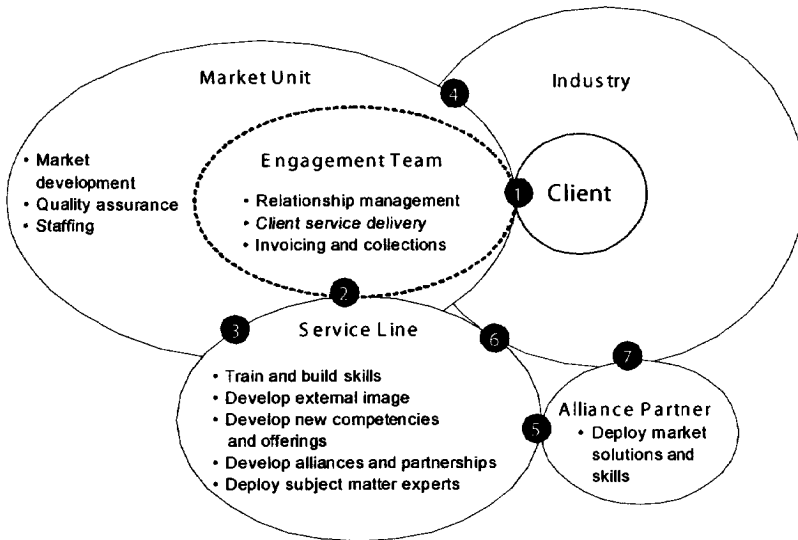 Market Unit
Industry
4
Engagement Team
• Market
development
• Quality assurance
• Staffing
• Relationship management
• Client service delivery
• Invoicing and collections
1
Client
2
3
Service Line
6
7
• Train and build skills
• Develop external image
• Develop new competencies
and offerings
• Develop alliances and partnerships
• Deploy subject matter experts
5
Alliance Partner
• Deploy market
solutions and
skills